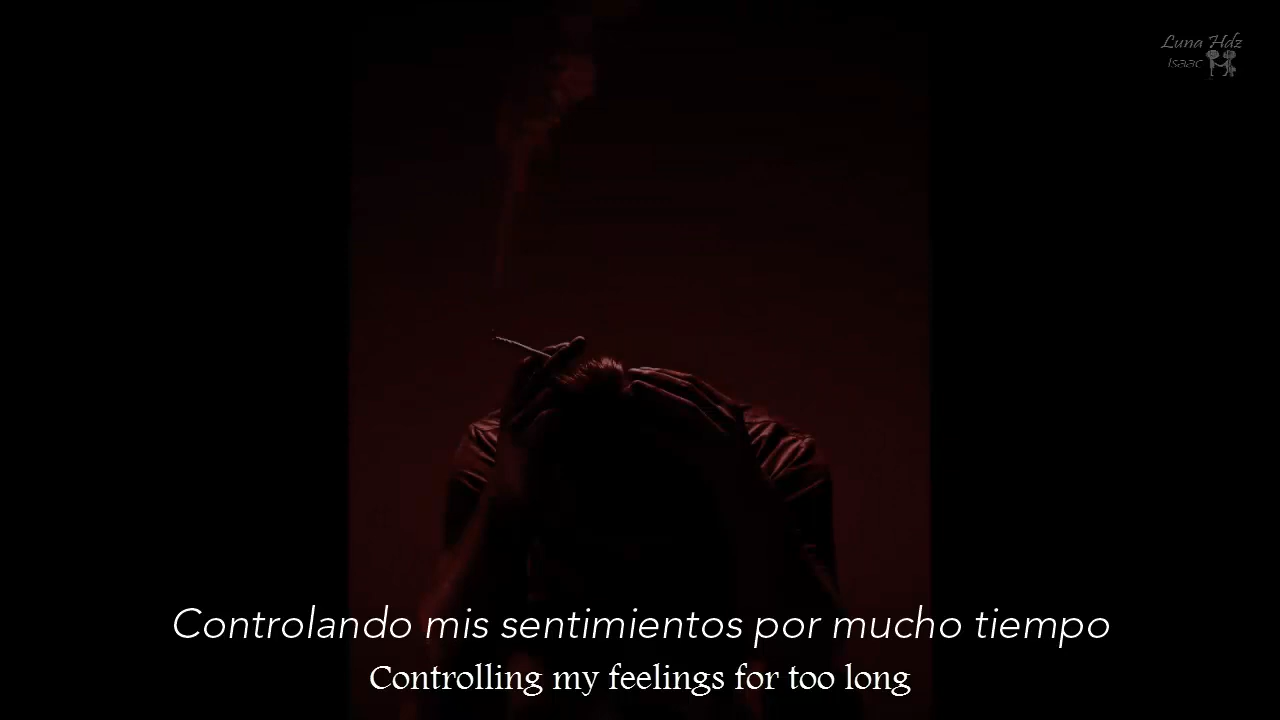 Luna Hdz
Isaac
Controlando mis sentimientos por mucho tiempo
Controlling my feelings for too long